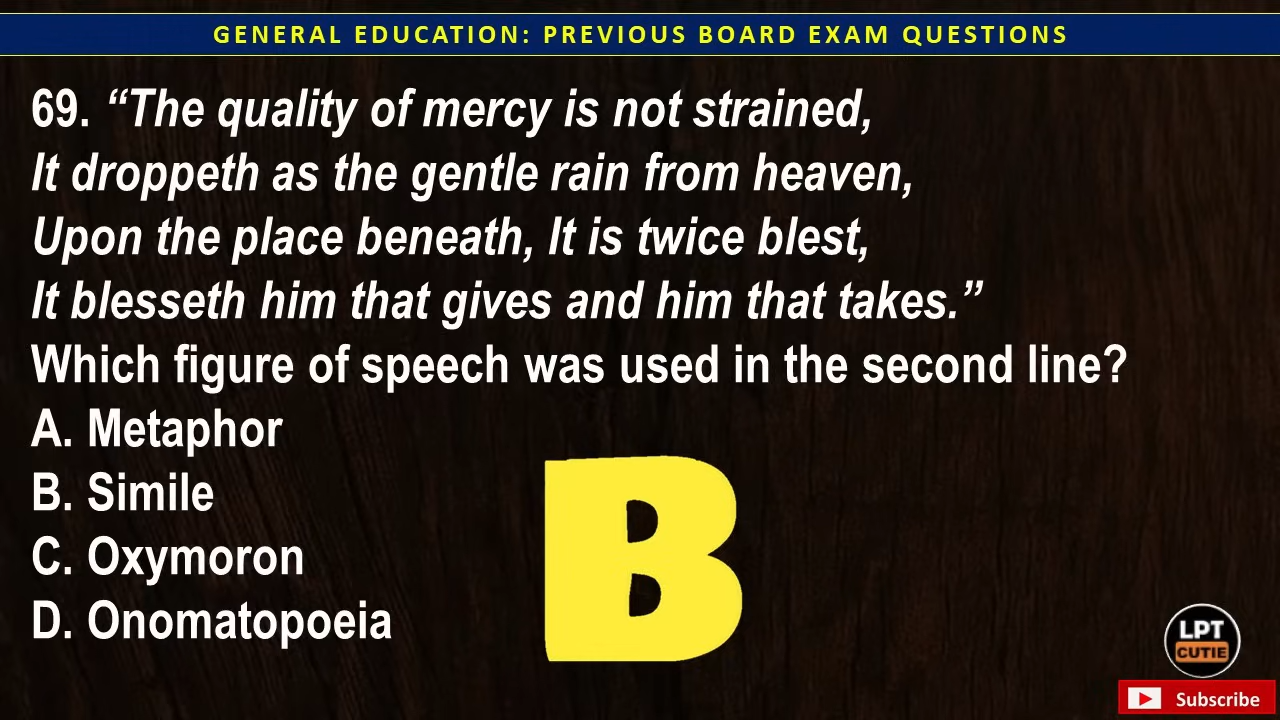 GENERAL EDUCATION: PREVIOUS BOARD EXAM QUESTIONS
69. “The quality of mercy is not strained,
It droppeth as the gentle rain from heaven,
Upon the place beneath, It is twice blest,
It blesseth him that gives and him that takes.”
Which figure of speech was used in the second line?
A. Metaphor
B. Simile
C. Oxymoron
D. Onomatopoeia
B
LPT
CUTIE
Subscribe